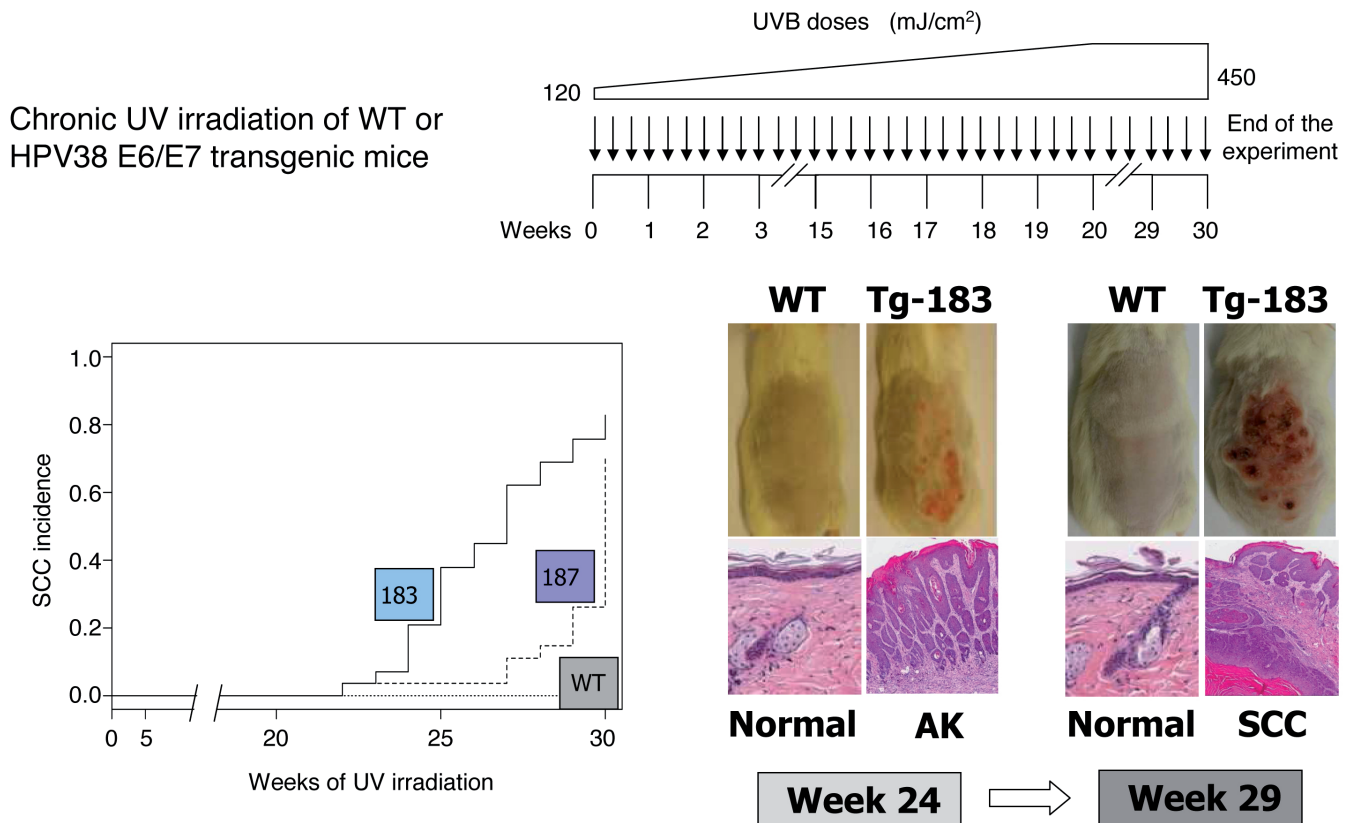 UVB doses (mJ/cm²)
120
450
Chronic UV irradiation of WT or
HPV38 E6/E7 transgenic mice
End of the
experiment
Weeks 0 1 2 3 15 16 17 18 19 20 29 30
WT Tg-183 WT Tg-183
1.0
0.8
0.6
0.4
0.2
0.0
SCC incidence
183
187
WT
0 5 20 25 30
Weeks of UV irradiation
Normal AK Normal SCC
Week 24 Week 29